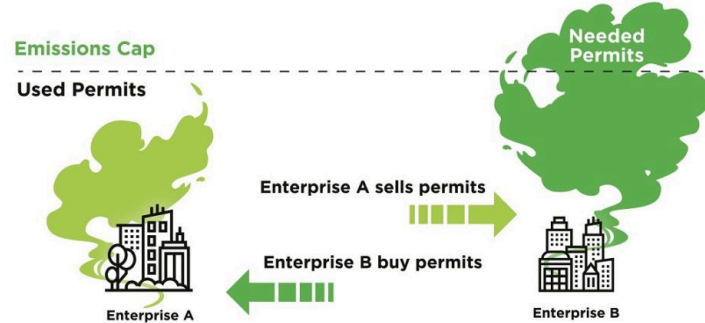 Emissions Cap
Needed
Permits
Used Permits
Enterprise A sells permits
Enterprise B buy permits
Enterprise A
Enterprise B